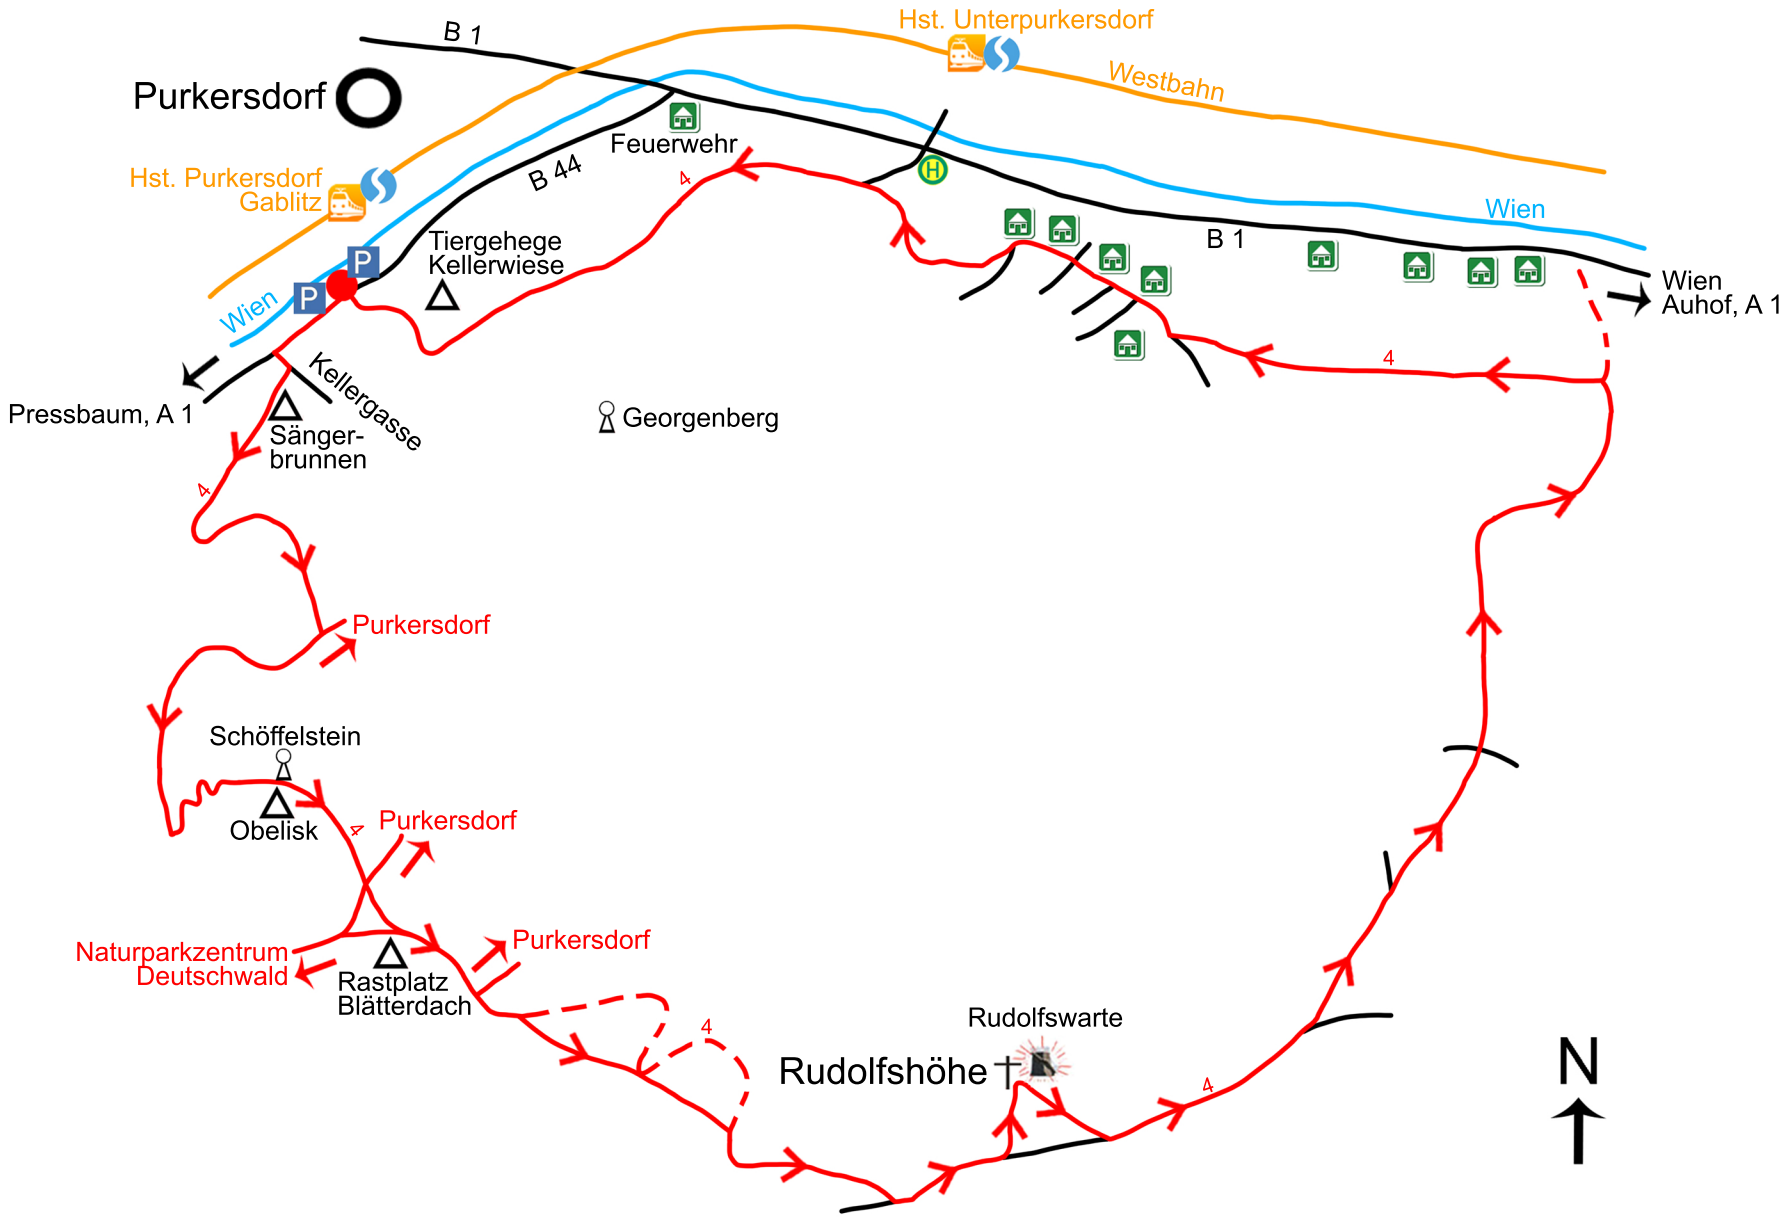 Hst. Unterpurkersdorf
B 1
Westbahn
Purkersdorf
Feuerwehr
H
B 44
4
Hst. Purkersdorf
Gablitz
Wien
B 1
Tiergehege
Kellerwiese
P
P
Wien
Wien
Auhof, A 1
4
Kellergasse
Pressbaum, A 1
Georgenberg
Sänger-
brunnen
4
Purkersdorf
Schöffelstein
Obelisk
4
Purkersdorf
Naturparkzentrum
Deutschwald
Purkersdorf
Rastplatz
Blätterdach
4
Rudolfswarte
Rudolfshöhe
4
N